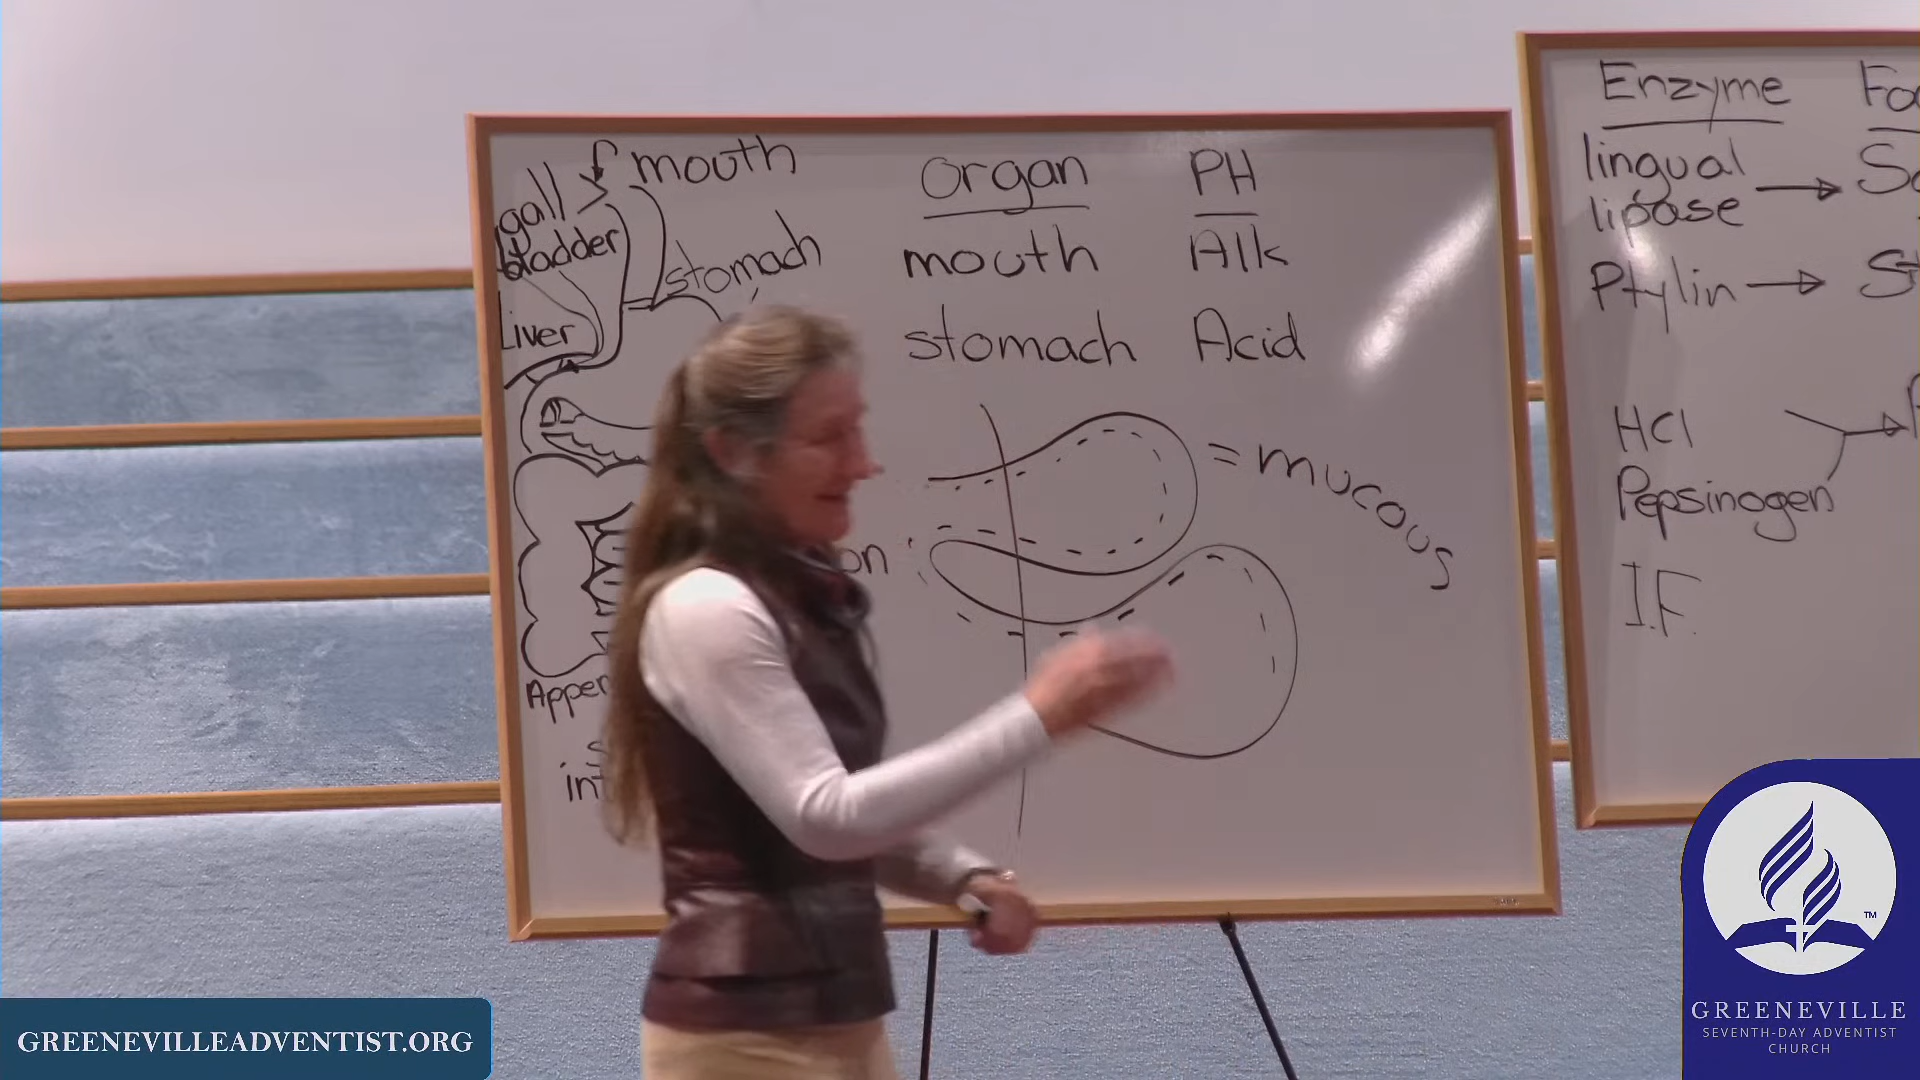 mouth
gall
bladder
stomach
Liver
Organ PH
mouth Alk
stomach Acid
= mucous
Enzyme
lingual
lipase
Ptylin
HCl
Pepsinogen
I.F.
GREENEVILLEADVENTIST.ORG
GREENEVILLE
SEVENTH-DAY ADVENTIST
CHURCH
TM